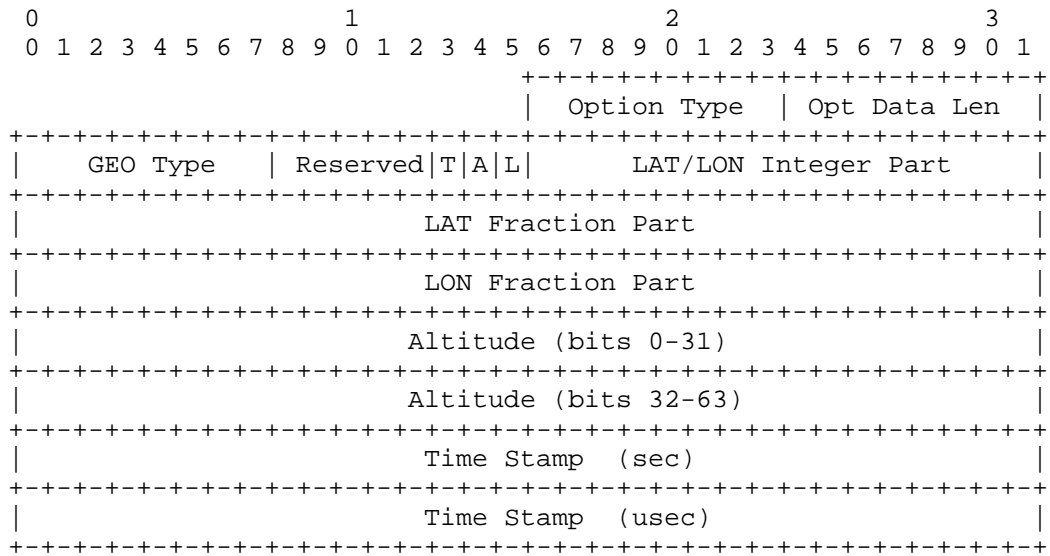 0                   1                   2                   3
 0 1 2 3 4 5 6 7 8 9 0 1 2 3 4 5 6 7 8 9 0 1 2 3 4 5 6 7 8 9 0 1
                                +-+-+-+-+-+-+-+-+-+-+-+-+-+-+-+-+
                                |  Option Type  | Opt Data Len  |
+-+-+-+-+-+-+-+-+-+-+-+-+-+-+-+-+-+-+-+-+-+-+-+-+-+-+-+-+-+-+-+-+
|    GEO Type   | Reserved|T|A|L|      LAT/LON Integer Part     |
+-+-+-+-+-+-+-+-+-+-+-+-+-+-+-+-+-+-+-+-+-+-+-+-+-+-+-+-+-+-+-+-+
|                         LAT Fraction Part                     |
+-+-+-+-+-+-+-+-+-+-+-+-+-+-+-+-+-+-+-+-+-+-+-+-+-+-+-+-+-+-+-+-+
|                         LON Fraction Part                     |
+-+-+-+-+-+-+-+-+-+-+-+-+-+-+-+-+-+-+-+-+-+-+-+-+-+-+-+-+-+-+-+-+
|                        Altitude (bits 0-31)                   |
+-+-+-+-+-+-+-+-+-+-+-+-+-+-+-+-+-+-+-+-+-+-+-+-+-+-+-+-+-+-+-+-+
|                        Altitude (bits 32-63)                  |
+-+-+-+-+-+-+-+-+-+-+-+-+-+-+-+-+-+-+-+-+-+-+-+-+-+-+-+-+-+-+-+-+
|                         Time Stamp  (sec)                     |
+-+-+-+-+-+-+-+-+-+-+-+-+-+-+-+-+-+-+-+-+-+-+-+-+-+-+-+-+-+-+-+-+
|                         Time Stamp  (usec)                    |
+-+-+-+-+-+-+-+-+-+-+-+-+-+-+-+-+-+-+-+-+-+-+-+-+-+-+-+-+-+-+-+-+